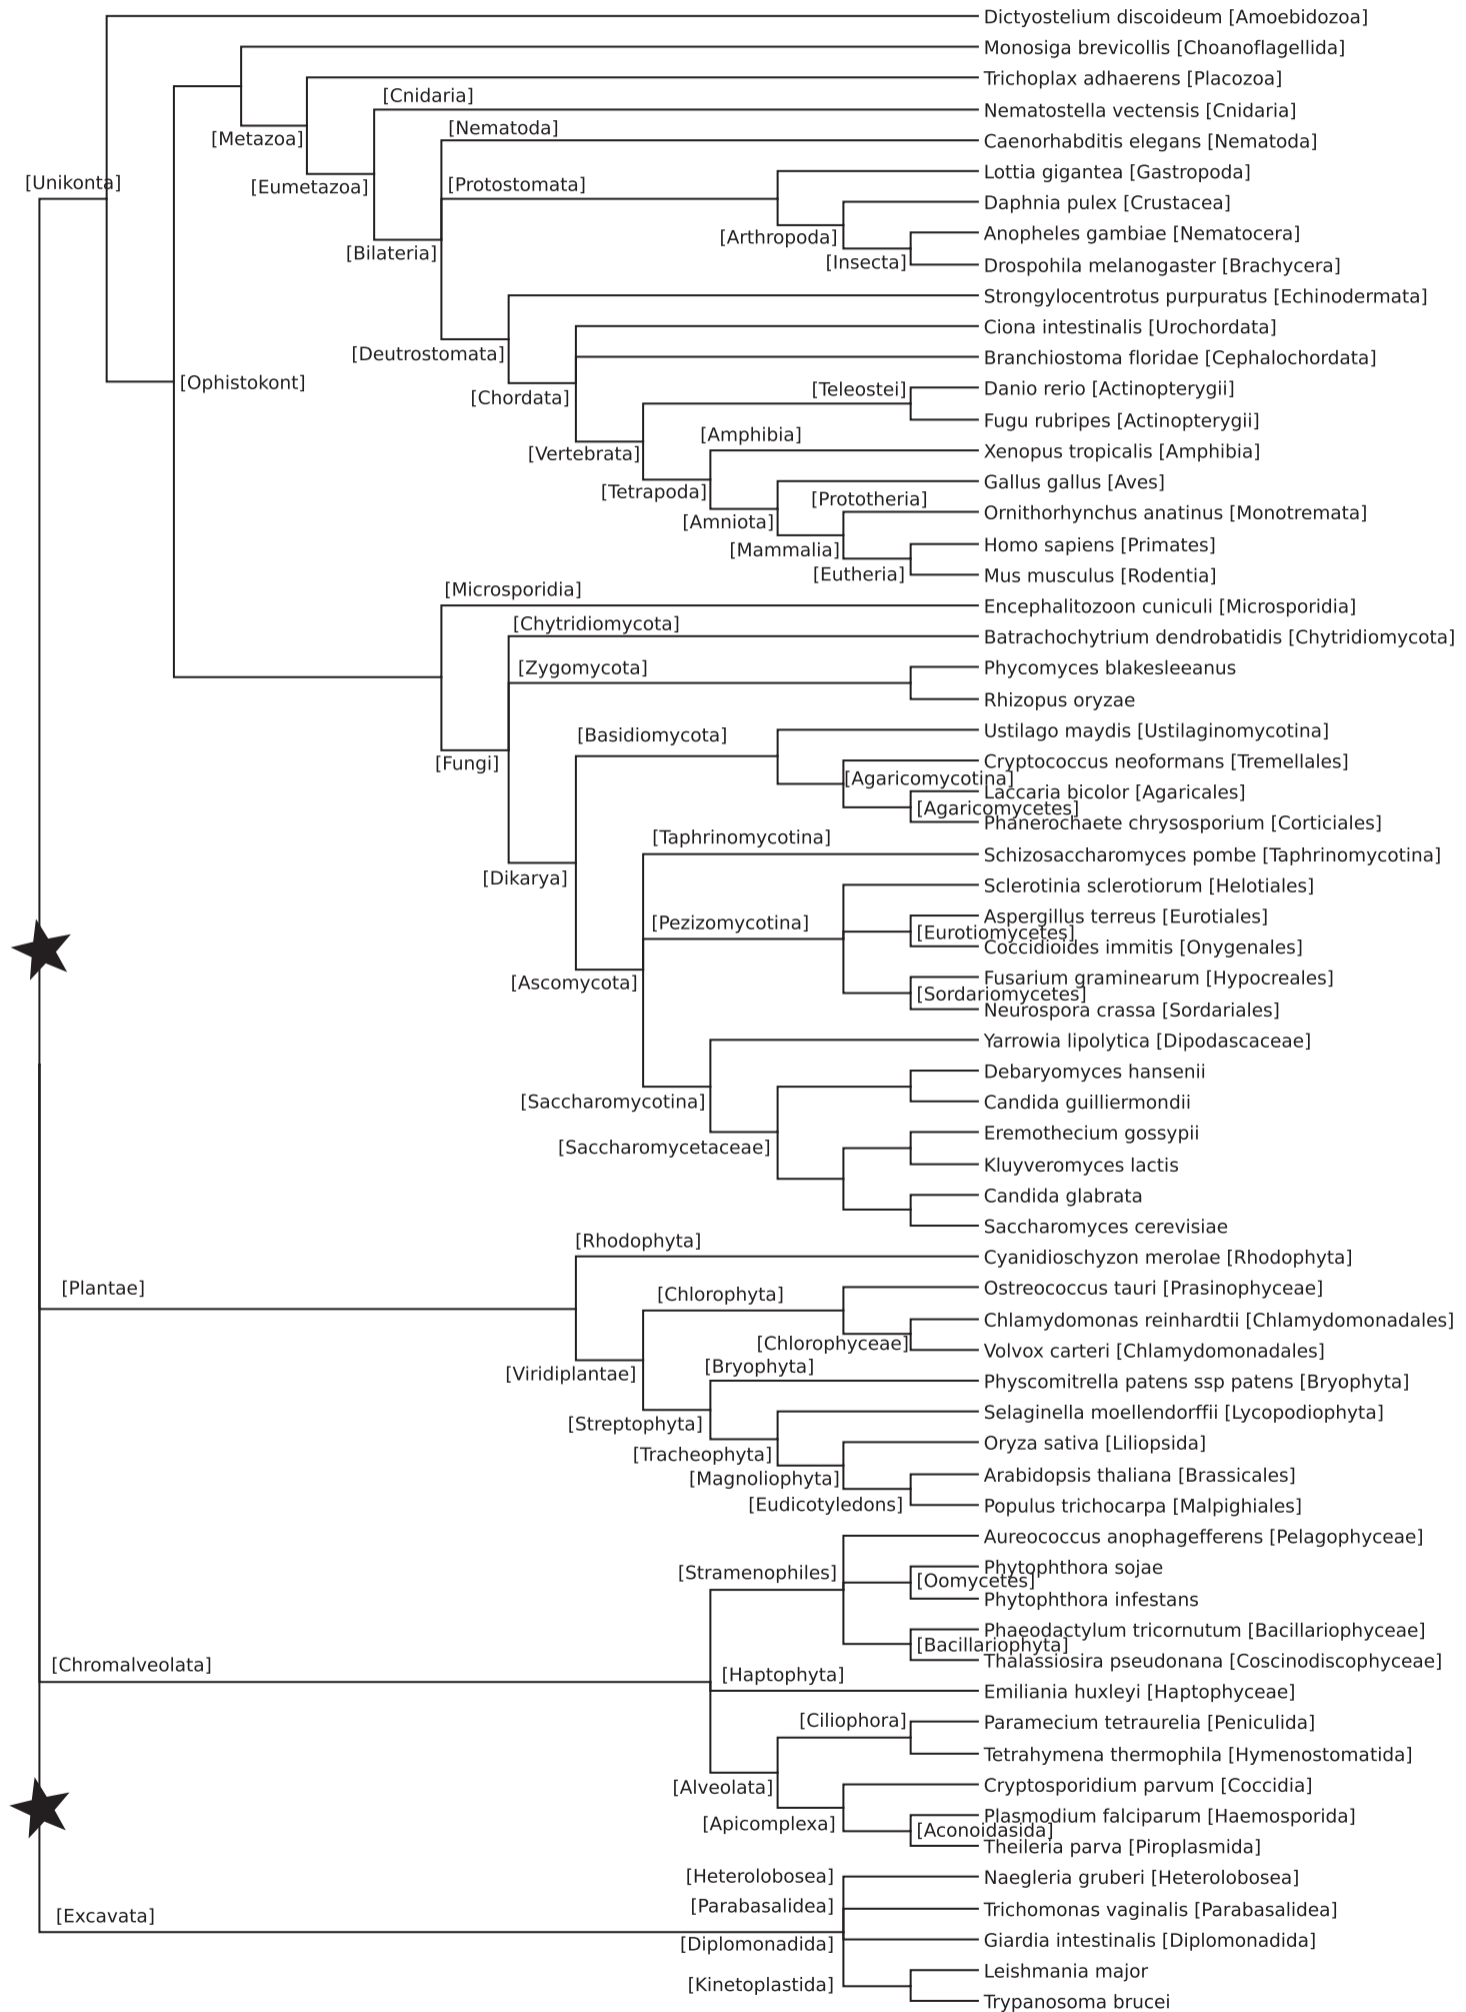 Dictyostelium discoideum [Amoebidozoa]
Monosiga brevicollis [Choanoflagellida]
Trichoplax adhaerens [Placozoa]
[Cnidaria]
Nematostella vectensis [Cnidaria]
[Nematoda]
[Metazoa]
Caenorhabditis elegans [Nematoda]
Lottia gigantea [Gastropoda]
[Unikonta]
[Eumetazoa]
[Protostomata]
Daphnia pulex [Crustacea]
[Arthropoda]
Anopheles gambiae [Nematocera]
[Bilateria]
[Insecta]
Drospohila melanogaster [Brachycera]
Strongylocentrotus purpuratus [Echinodermata]
Ciona intestinalis [Urochordata]
[Deutrostomata]
Branchiostoma floridae [Cephalochordata]
[Ophistokont]
[Teleostei]
Danio rerio [Actinopterygii]
[Chordata]
Fugu rubripes [Actinopterygii]
[Amphibia]
[Vertebrata]
Xenopus tropicalis [Amphibia]
Gallus gallus [Aves]
[Tetrapoda]
[Prototheria]
Ornithorhynchus anatinus [Monotremata]
[Amniota]
[Mammalia]
Homo sapiens [Primates]
[Eutheria]
Mus musculus [Rodentia]
[Microsporidia]
Encephalitozoon cuniculi [Microsporidia]
[Chytridiomycota]
Batrachochytrium dendrobatidis [Chytridiomycota]
[Zygomycota]
Phycomyces blakesleeanus
Rhizopus oryzae
[Basidiomycota]
Ustilago maydis [Ustilaginomycotina]
[Fungi]
Cryptococcus neoformans [Tremellales]
[Agaricomycotina]
Laccaria bicolor [Agaricales]
[Agaricomycetes]
Phanerochaete chrysosporium [Corticiales]
[Taphrinomycotina]
Schizosaccharomyces pombe [Taphrinomycotina]
[Dikarya]
Sclerotinia sclerotiorum [Helotiales]
[Pezizomycotina]
Aspergillus terreus [Eurotiales]
[Eurotiomycetes]
Coccidioides immitis [Onygenales]
[Ascomycota]
Fusarium graminearum [Hypocreales]
[Sordariomycetes]
Neurospora crassa [Sordariales]
Yarrowia lipolytica [Dipodascaceae]
Debaryomyces hansenii
[Saccharomycotina]
Candida guilliermondii
Eremothecium gossypii
[Saccharomycetaceae]
Kluyveromyces lactis
Candida glabrata
Saccharomyces cerevisiae
[Rhodophyta]
Cyanidioschyzon merolae [Rhodophyta]
[Plantae]
[Chlorophyta]
Ostreococcus tauri [Prasinophyceae]
Chlamydomonas reinhardtii [Chlamydomonadales]
[Chlorophyceae]
Volvox carteri [Chlamydomonadales]
[Viridiplantae]
[Bryophyta]
Physcomitrella patens ssp patens [Bryophyta]
Selaginella moellendorffii [Lycopodiophyta]
[Streptophyta]
Oryza sativa [Liliopsida]
[Tracheophyta]
[Magnoliophyta]
Arabidopsis thaliana [Brassicales]
[Eudicotyledons]
Populus trichocarpa [Malpighiales]
Aureococcus anophagefferens [Pelagophyceae]
[Stramenophiles]
Phytophthora sojae
[Oomycetes]
Phytophthora infestans
Phaeodactylum tricornutum [Bacillariophyceae]
[Bacillariophyta]
[Chromalveolata]
Thalassiosira pseudonana [Coscinodiscophyceae]
[Haptophyta]
Emiliania huxleyi [Haptophyceae]
[Ciliophora]
Paramecium tetraurelia [Peniculida]
Tetrahymena thermophila [Hymenostomatida]
[Alveolata]
Cryptosporidium parvum [Coccidia]
[Apicomplexa]
Plasmodium falciparum [Haemosporida]
[Aconoidasida]
Theileria parva [Piroplasmida]
[Heterolobosea]
Naegleria gruberi [Heterolobosea]
[Parabasalidea]
Trichomonas vaginalis [Parabasalidea]
[Excavata]
[Diplomonadida]
Giardia intestinalis [Diplomonadida]
[Kinetoplastida]
Leishmania major
Trypanosoma brucei